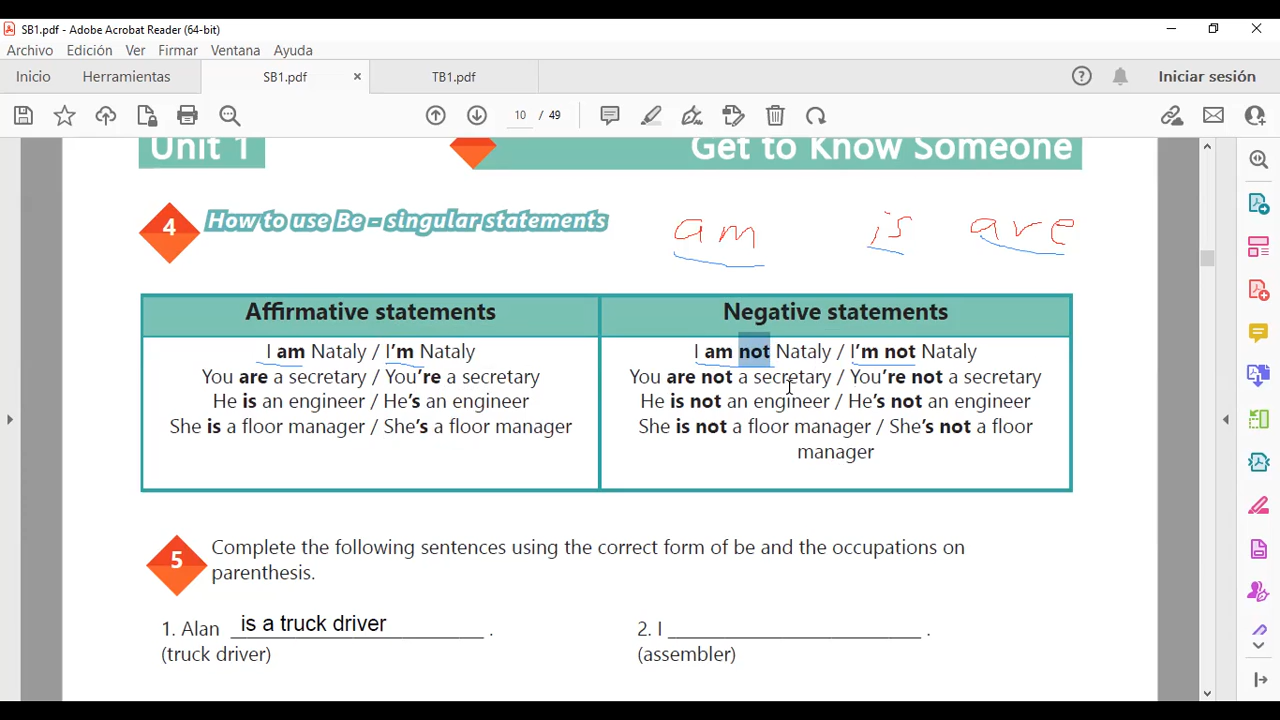 SB1.pdf - Adobe Acrobat Reader (64-bit)
Archivo Edición Ver Firmar Ventana Ayuda
Inicio Herramientas SB1.pdf × TB1.pdf Iniciar sesión
10 / 49
Unit 1 Get to Know Someone
4 How to use Be – singular statements am is are
Affirmative statements Negative statements
I am Nataly / I'm Nataly I am not Nataly / I'm not Nataly
You are a secretary / You're a secretary You are not a secretary / You're not a secretary
He is an engineer / He's an engineer He is not an engineer / He's not an engineer
She is a floor manager / She's a floor manager She is not a floor manager / She's not a floor
manager
5 Complete the following sentences using the correct form of be and the occupations on
parenthesis.
1. Alan is a truck driver . 2. I ______________________ .
(truck driver) (assembler)